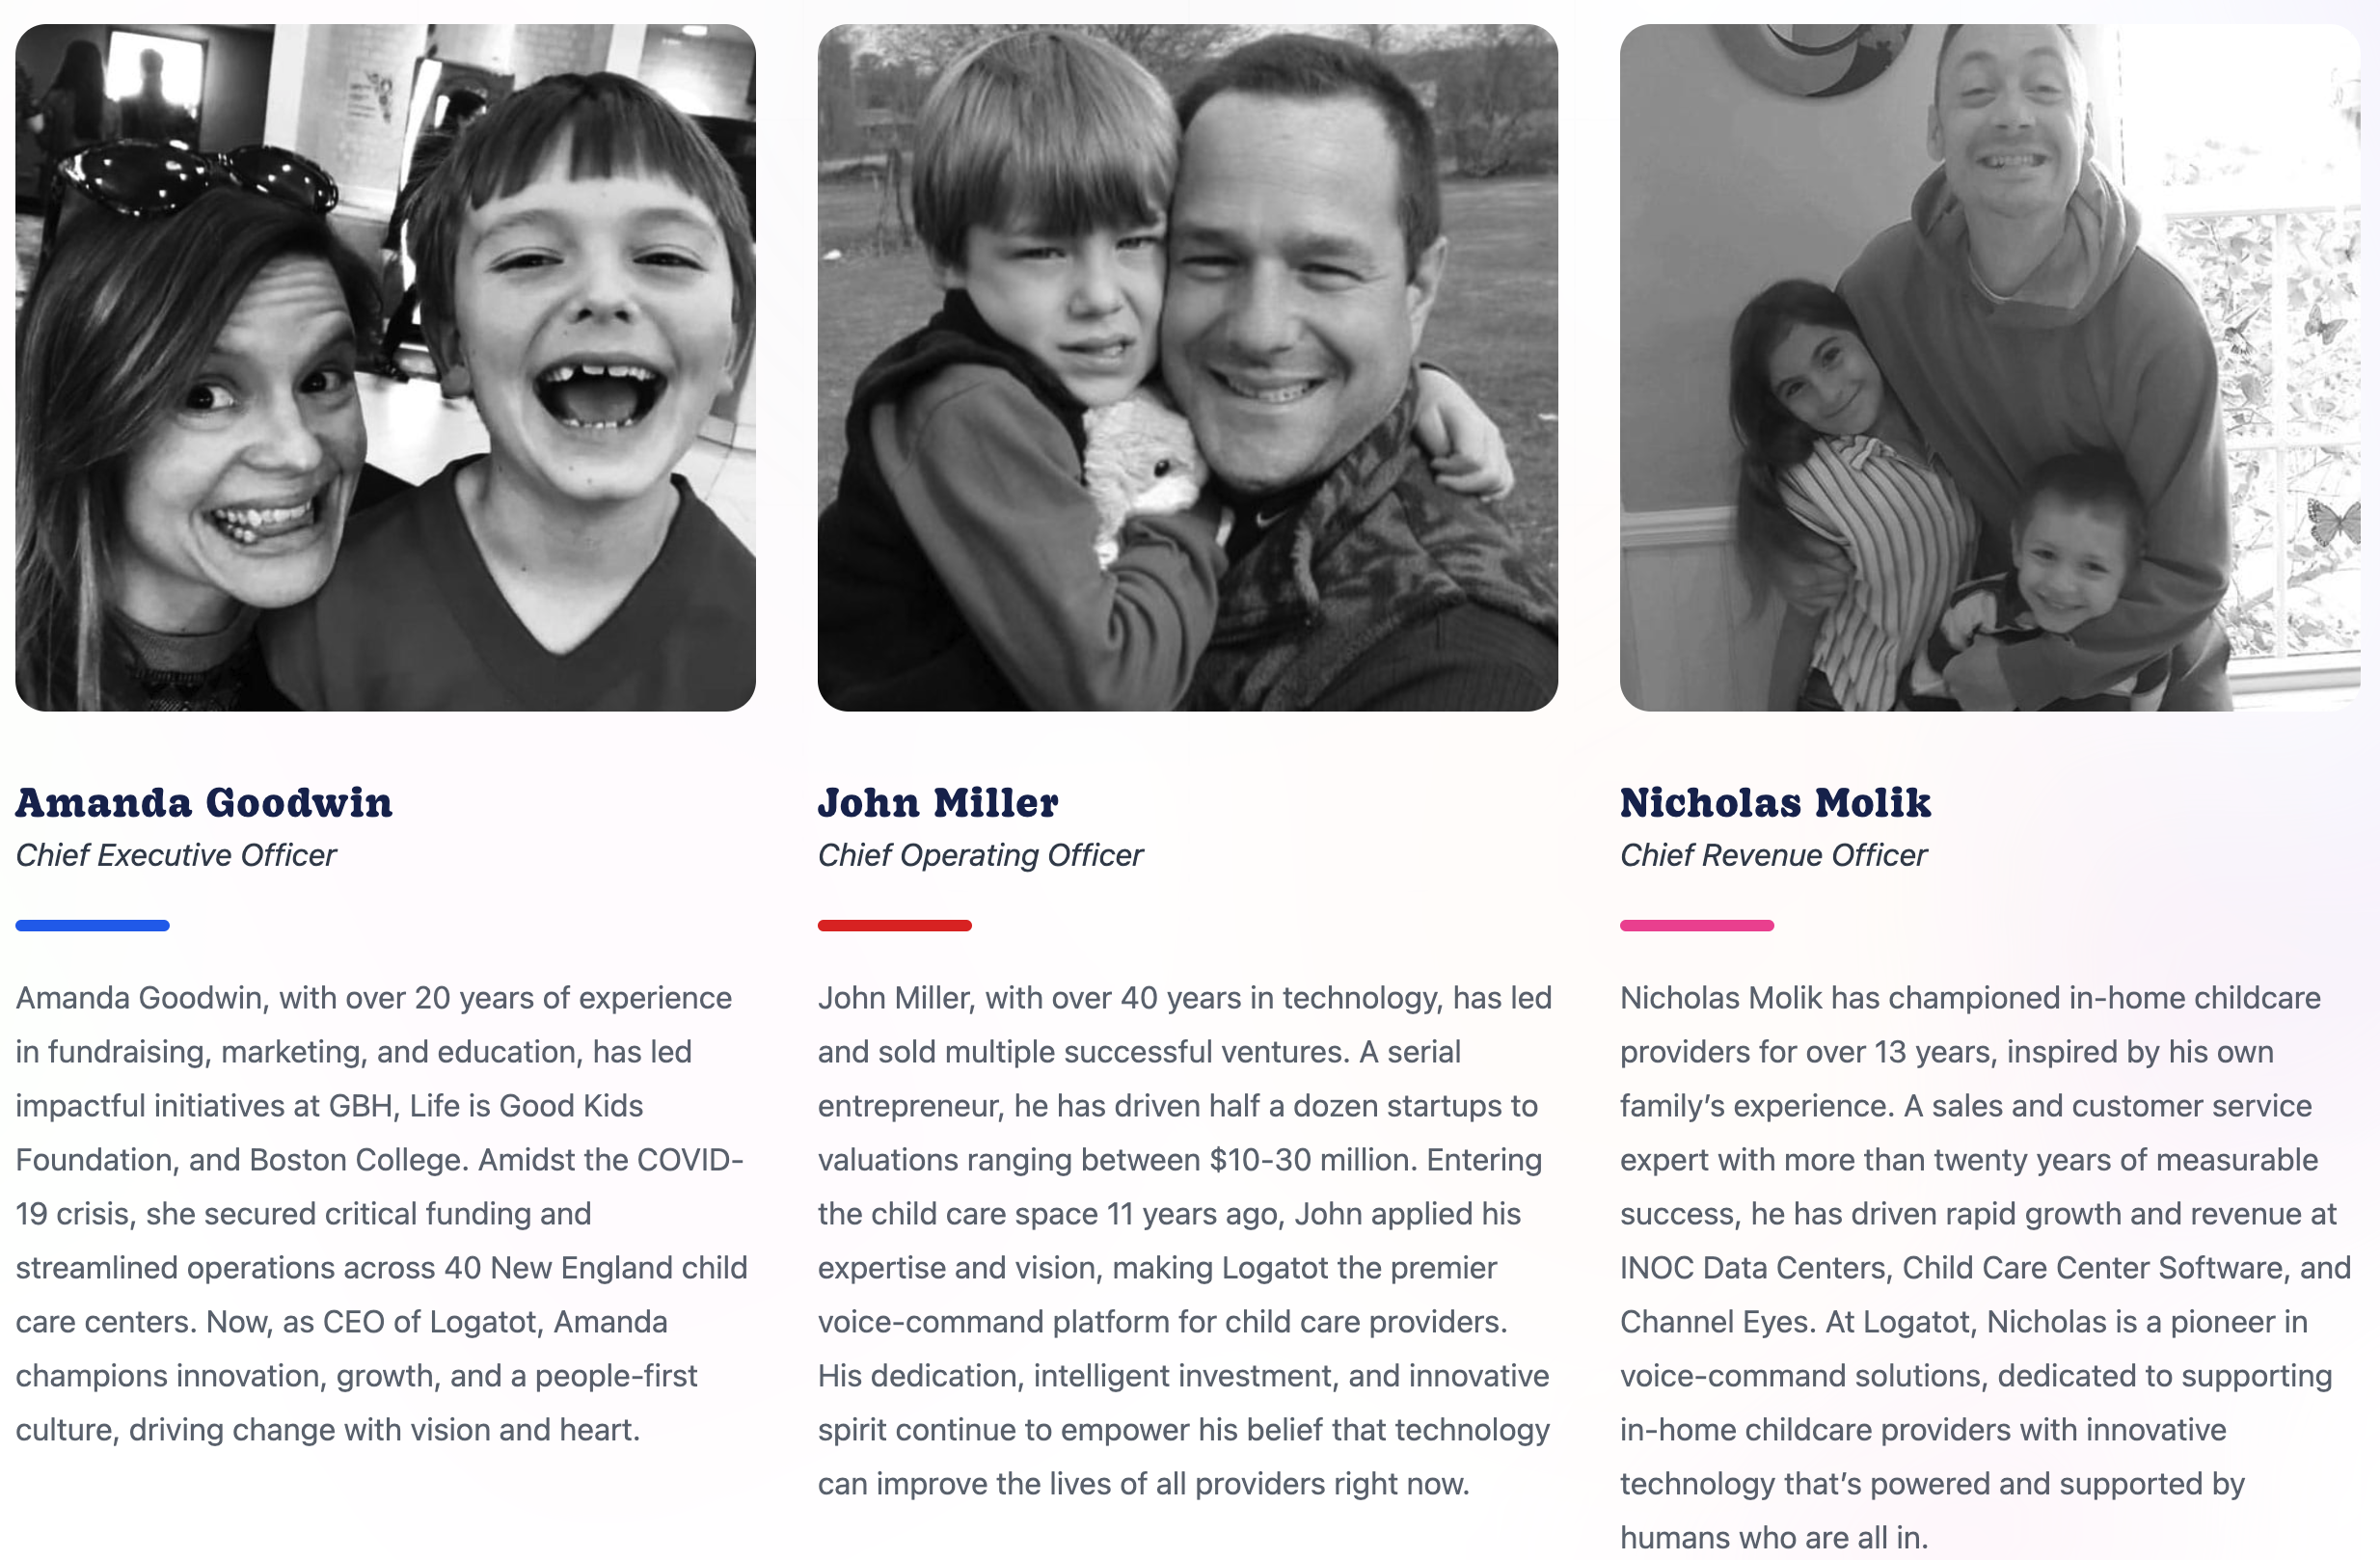 Amanda Goodwin
Chief Executive Officer
Amanda Goodwin, with over 20 years of experience
in fundraising, marketing, and education, has led
impactful initiatives at GBH, Life is Good Kids
Foundation, and Boston College. Amidst the COVID-
19 crisis, she secured critical funding and
streamlined operations across 40 New England child
care centers. Now, as CEO of Logatot, Amanda
champions innovation, growth, and a people-first
culture, driving change with vision and heart.
John Miller
Chief Operating Officer
John Miller, with over 40 years in technology, has led
and sold multiple successful ventures. A serial
entrepreneur, he has driven half a dozen startups to
valuations ranging between $10-30 million. Entering
the child care space 11 years ago, John applied his
expertise and vision, making Logatot the premier
voice-command platform for child care providers.
His dedication, intelligent investment, and innovative
spirit continue to empower his belief that technology
can improve the lives of all providers right now.
Nicholas Molik
Chief Revenue Officer
Nicholas Molik has championed in-home childcare
providers for over 13 years, inspired by his own
family’s experience. A sales and customer service
expert with more than twenty years of measurable
success, he has driven rapid growth and revenue at
INOC Data Centers, Child Care Center Software, and
Channel Eyes. At Logatot, Nicholas is a pioneer in
voice-command solutions, dedicated to supporting
in-home childcare providers with innovative
technology that’s powered and supported by
humans who are all in.